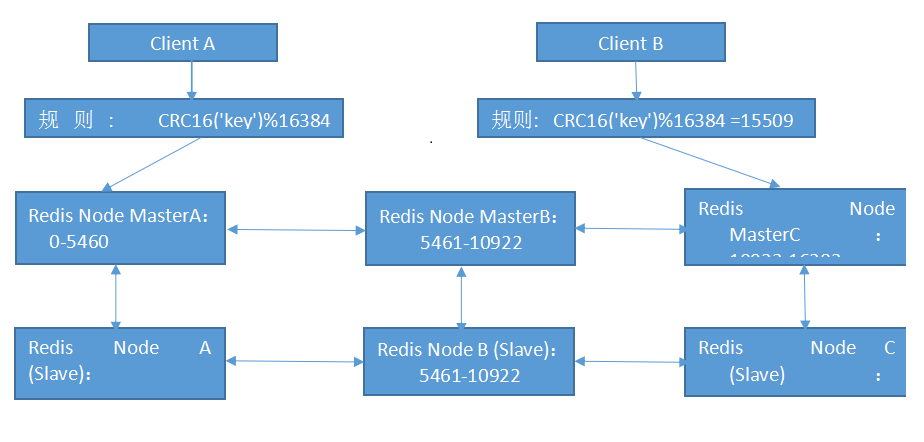 Client A
Client B
规则： CRC16('key')%16384
规则: CRC16('key')%16384 =15509
Redis Node MasterA：
0-5460
Redis Node MasterB：
5461-10922
Redis Node
MasterC ：
Redis Node A
(Slave)：
Redis Node B (Slave)：
5461-10922
Redis Node C
(Slave) ：